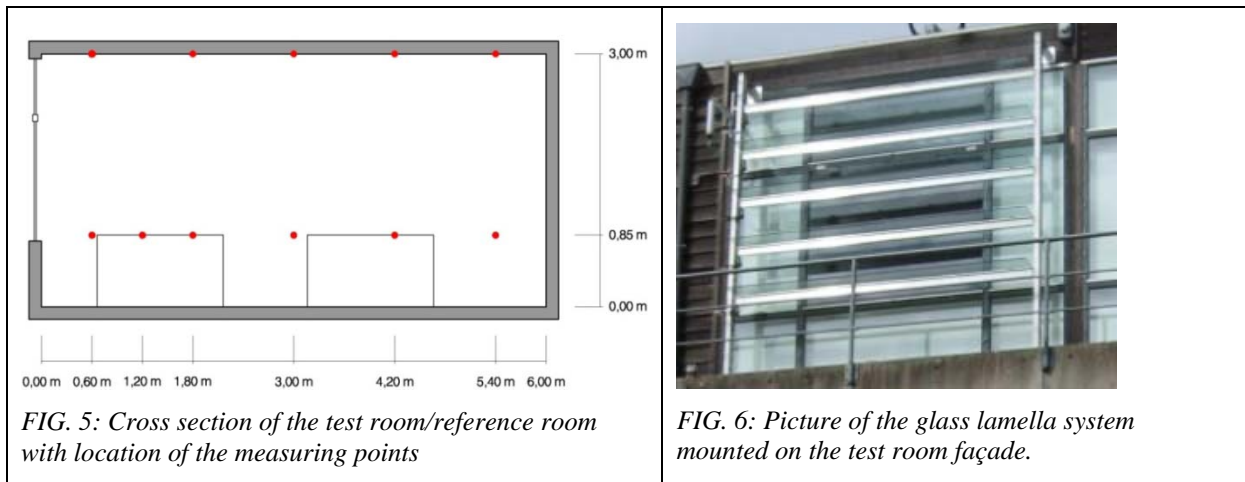 3,00 m
0,85 m
0,00 m
0,00 m 0,60 m 1,20 m 1,80 m 3,00 m 4,20 m 5,40 m 6,00 m
FIG. 5: Cross section of the test room/reference room
with location of the measuring points
FIG. 6: Picture of the glass lamella system
mounted on the test room façade.